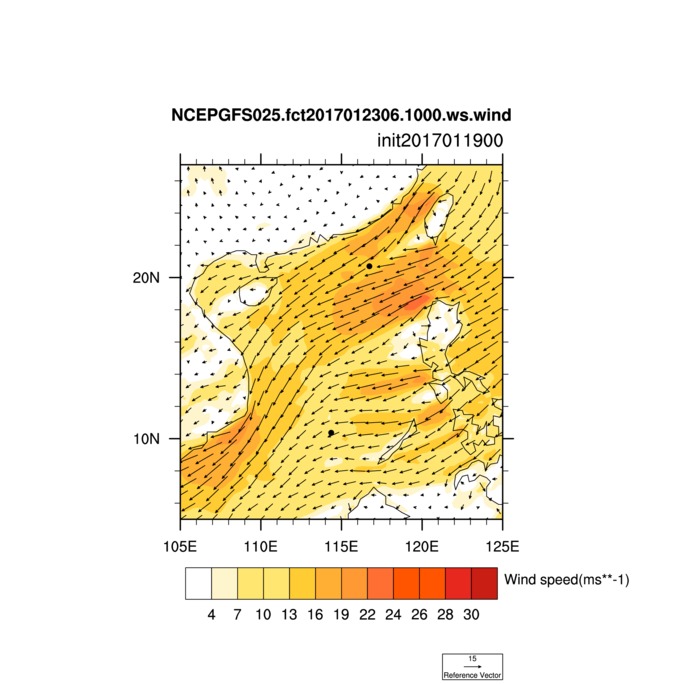 NCEPGFS025.fct2017012306.1000.ws.wind
init2017011900
20N
10N
105E 110E 115E 120E 125E
Wind speed(ms**-1)
4 7 10 13 16 19 22 24 26 28 30
15
Reference Vector